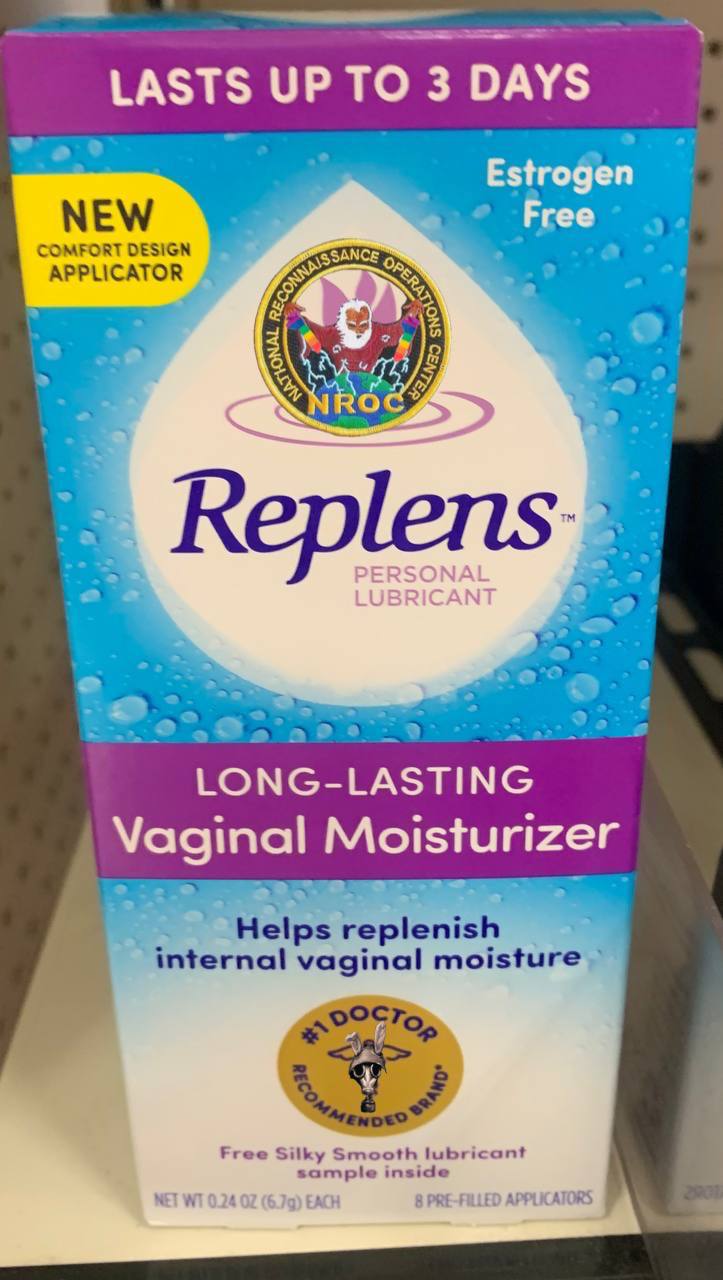 LASTS UP TO 3 DAYS
Estrogen
Free
NEW
COMFORT DESIGN
APPLICATOR
NATIONAL RECONNAISSANCE OPERATIONS CENTER
NROC
Replens™
PERSONAL
LUBRICANT
LONG-LASTING
Vaginal Moisturizer
Helps replenish
internal vaginal moisture
#1 DOCTOR
RECOMMENDED BRAND*
Free Silky Smooth lubricant
sample inside
NET WT 0.24 OZ (6.7g) EACH
8 PRE-FILLED APPLICATORS